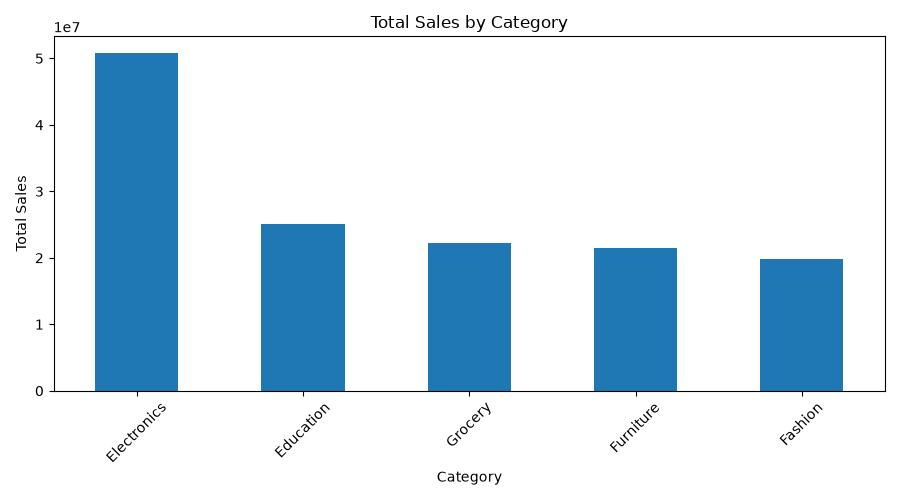 Total Sales by Category
1e7
5
4
3
2
1
0
Total Sales
Electronics
Education
Grocery
Furniture
Fashion
Category